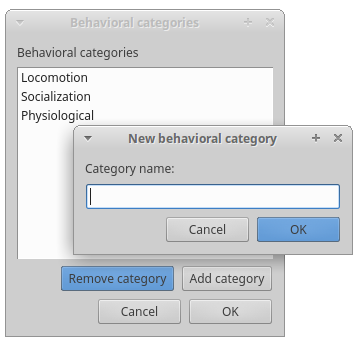 Behavioral categories
Behavioral categories
Locomotion
Socialization
Physiological
New behavioral category
Category name:
Cancel OK
Remove category Add category
Cancel OK